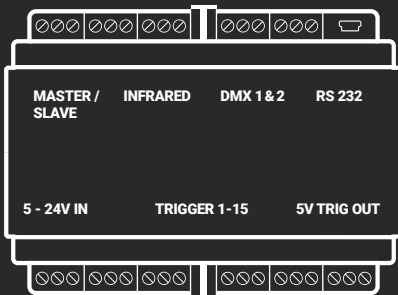 MASTER / SLAVE
INFRARED
DMX 1 & 2
RS 232
5 - 24V IN
TRIGGER 1-15
5V TRIG OUT